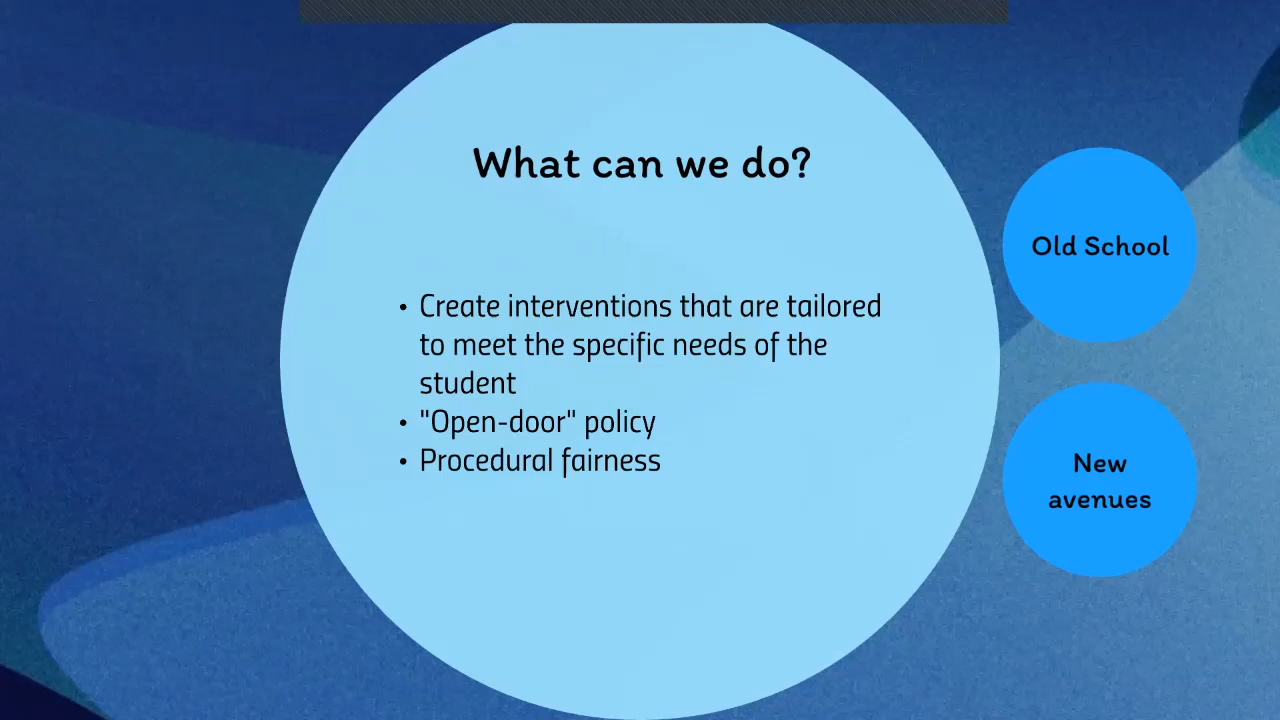 What can we do?
• Create interventions that are tailored
to meet the specific needs of the
student
• "Open-door" policy
• Procedural fairness
Old School
New
avenues